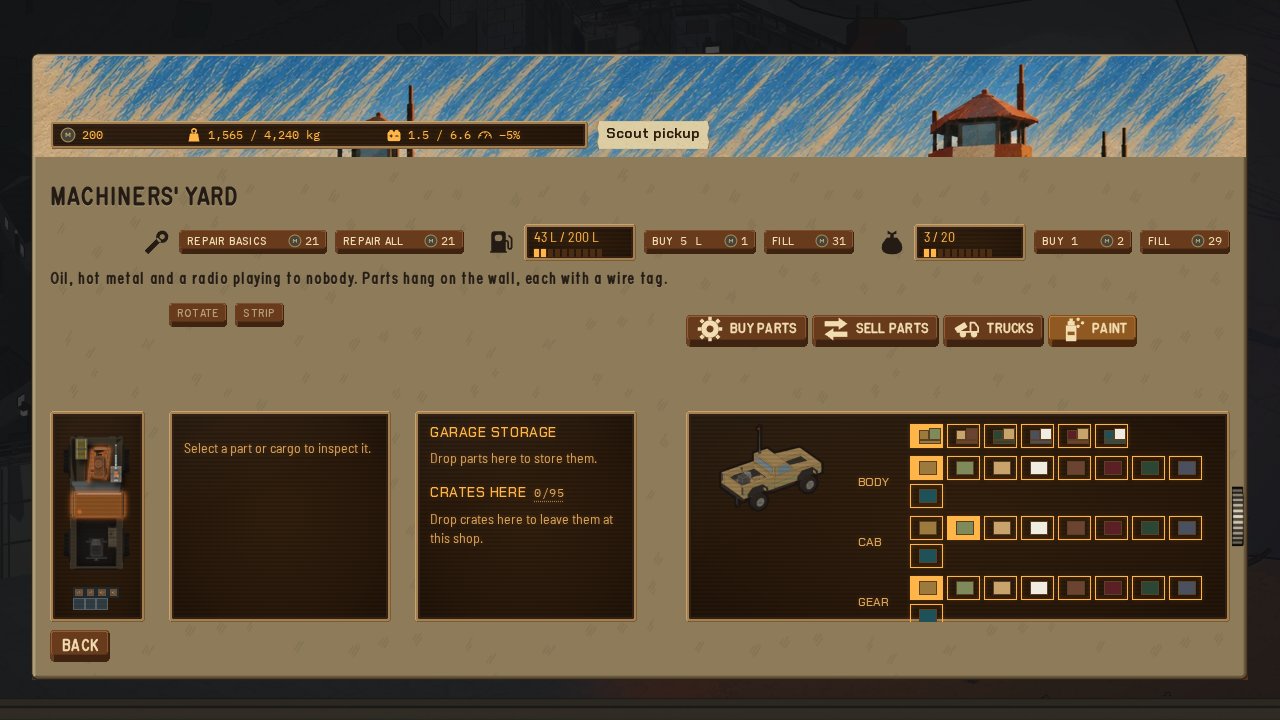 200 1,565 / 4,240 kg 1.5 / 6.6 -5% Scout pickup
MACHINERS' YARD
REPAIR BASICS M 21 REPAIR ALL M 21 43 L / 200 L BUY 5 L M 1 FILL M 31 3 / 20 BUY 1 M 2 FILL M 29
Oil, hot metal and a radio playing to nobody. Parts hang on the wall, each with a wire tag.
ROTATE STRIP
BUY PARTS SELL PARTS TRUCKS PAINT
Select a part or cargo to inspect it.
GARAGE STORAGE
Drop parts here to store them.
CRATES HERE 0/95
Drop crates here to leave them at
this shop.
BODY
CAB
GEAR
BACK